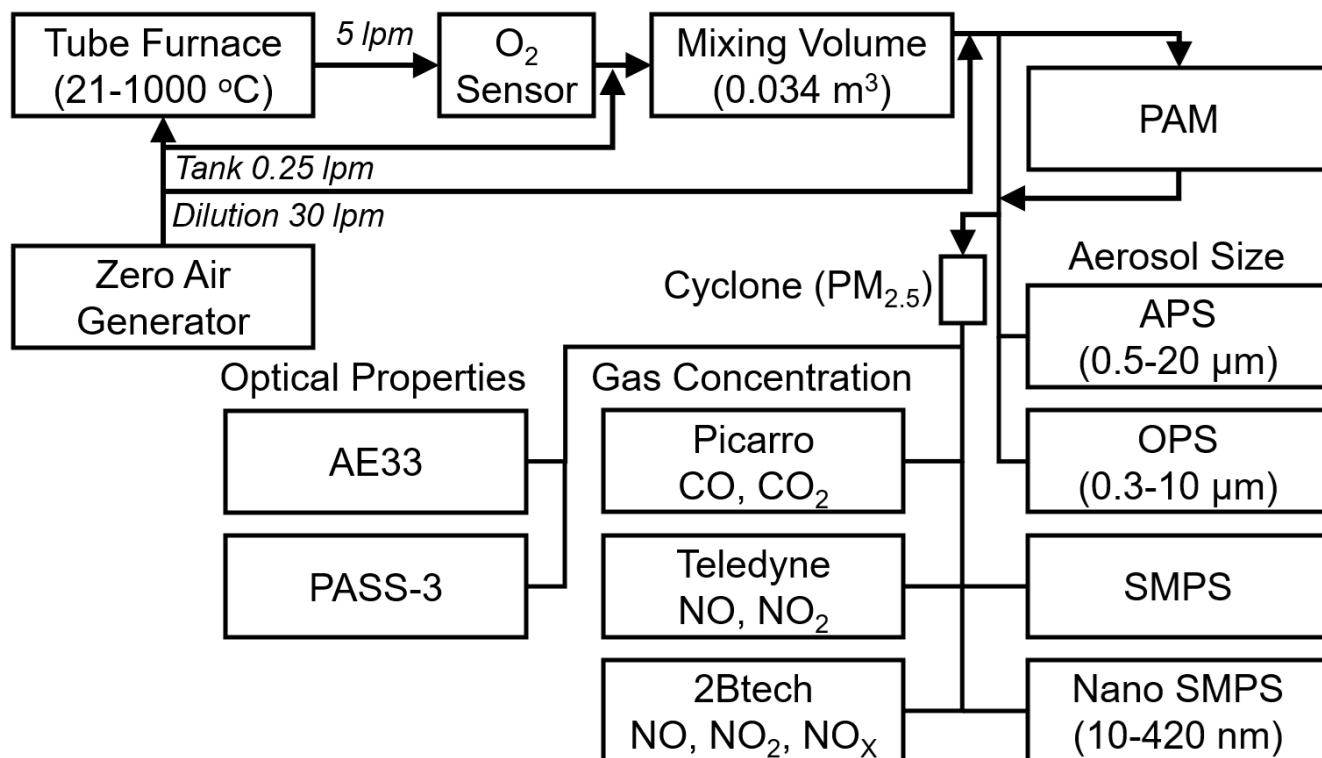 Tube Furnace
(21-1000 °C)
5 lpm
O₂
Sensor
Mixing Volume
(0.034 m³)
PAM
Tank 0.25 lpm
Dilution 30 lpm
Zero Air
Generator
Cyclone (PM₂.₅)
Aerosol Size
APS
(0.5-20 µm)
OPS
(0.3-10 µm)
SMPS
Nano SMPS
(10-420 nm)
Optical Properties
AE33
PASS-3
Gas Concentration
Picarro
CO, CO₂
Teledyne
NO, NO₂
2Btech
NO, NO₂, NOX